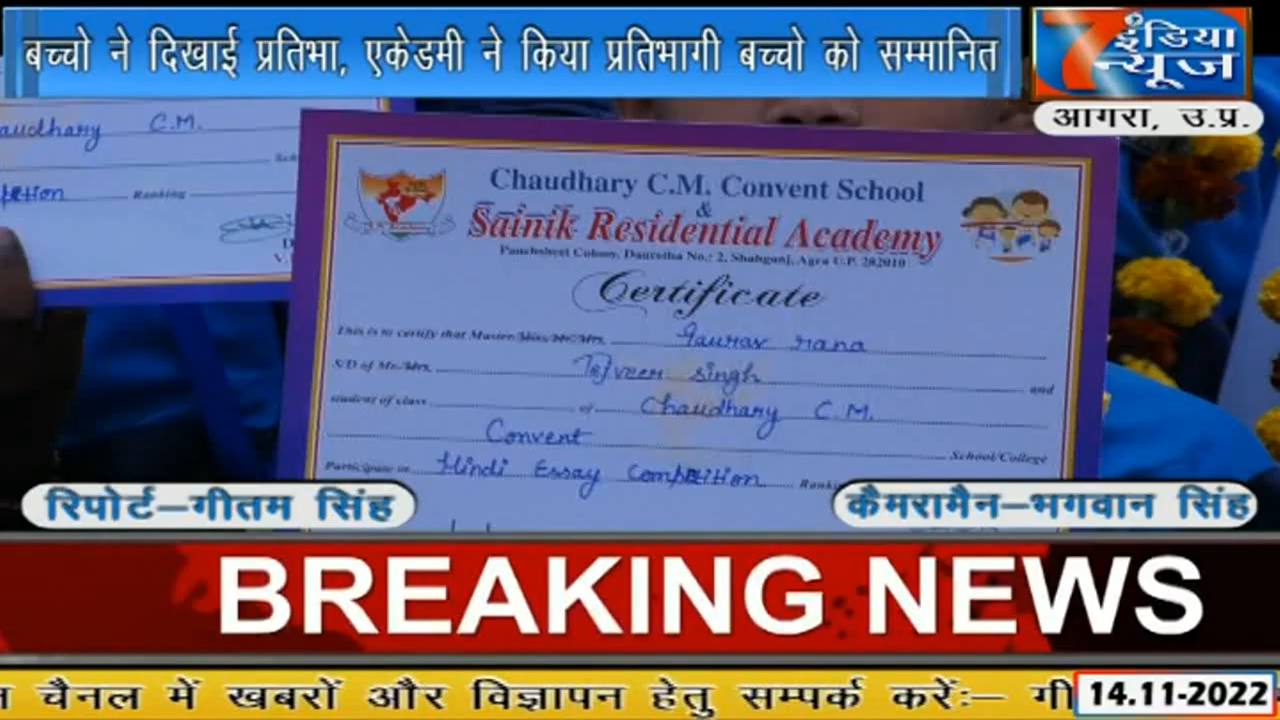 बच्चो ने दिखाई प्रतिभा, एकेडमी ने किया प्रतिभागी बच्चो को सम्मानित
7 इंडिया न्यूज
आगरा, उ.प्र.
audhary C.M.
Ranking
Chaudhary C.M. Convent School
&
Sainik Residential Academy
Panchsheel Colony, Dauretha No.: 2, Shahganj, Agra U.P. 282010
Certificate
This is to certify that Master/Miss/Mr./Mrs. Gaurav rana
S/D of Mr./Mrs. Tejveer singh and
student of class of Chaudhary C.M.
Convent School/College
Participate in Hindi Essay Competition
रिपोर्ट–गीतम सिंह
कैमरामैन–भगवान सिंह
BREAKING NEWS
चैनल में खबरों और विज्ञापन हेतु सम्पर्क करेंः– गी
14.11-2022